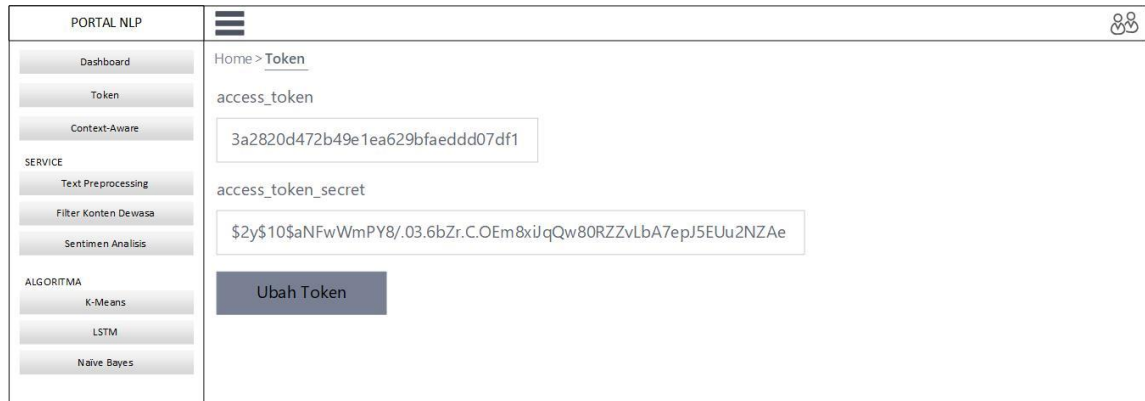 PORTAL NLP
Dashboard
Token
Context-Aware
SERVICE
Text Preprocessing
Filter Konten Dewasa
Sentimen Analisis
ALGORITMA
K-Means
LSTM
Naïve Bayes
Home > Token
access_token
3a2820d472b49e1ea629bfaeddd07df1
access_token_secret
$2y$10$aNFwWmPY8/.03.6bZr.C.OEm8xiJqQw80RZZvLbA7epJ5EUu2NZAe
Ubah Token